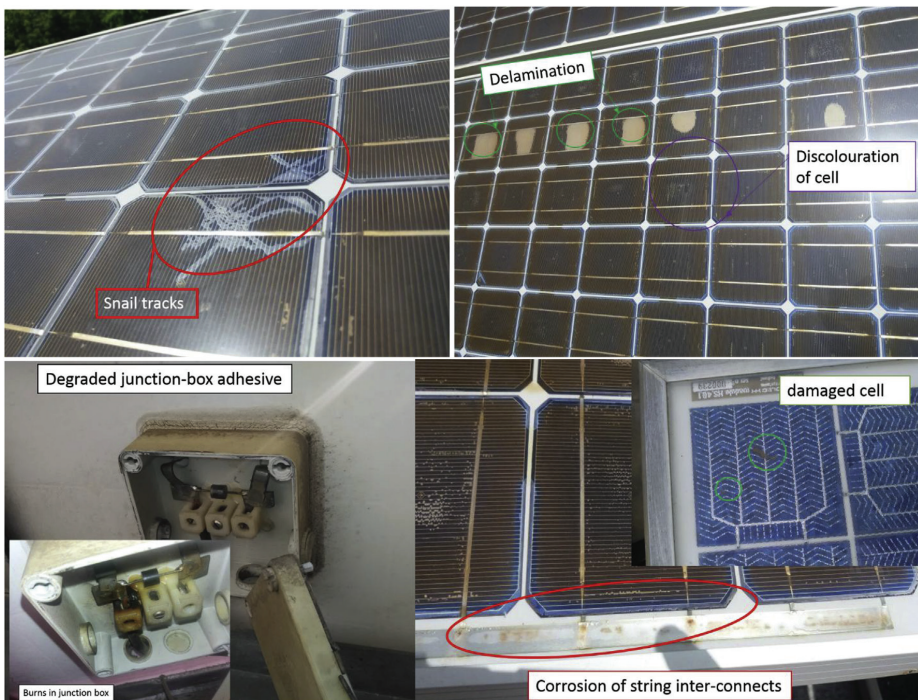 Delamination
Discolouration
of cell
Snail tracks
Degraded junction-box adhesive
damaged cell
Burns in junction box
Corrosion of string inter-connects